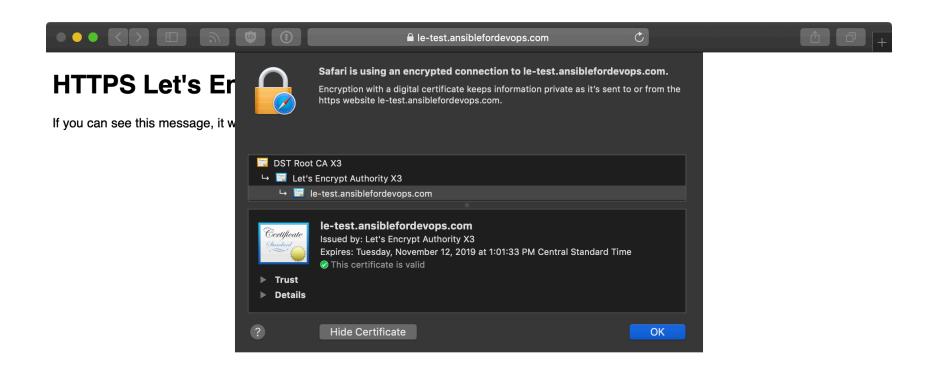 le-test.ansiblefordevops.com
HTTPS Let's Er
If you can see this message, it w
Safari is using an encrypted connection to le-test.ansiblefordevops.com.
Encryption with a digital certificate keeps information private as it's sent to or from the
https website le-test.ansiblefordevops.com.
DST Root CA X3
Let's Encrypt Authority X3
le-test.ansiblefordevops.com
Certificate
Standard
le-test.ansiblefordevops.com
Issued by: Let's Encrypt Authority X3
Expires: Tuesday, November 12, 2019 at 1:01:33 PM Central Standard Time
This certificate is valid
Trust
Details
?
Hide Certificate
OK